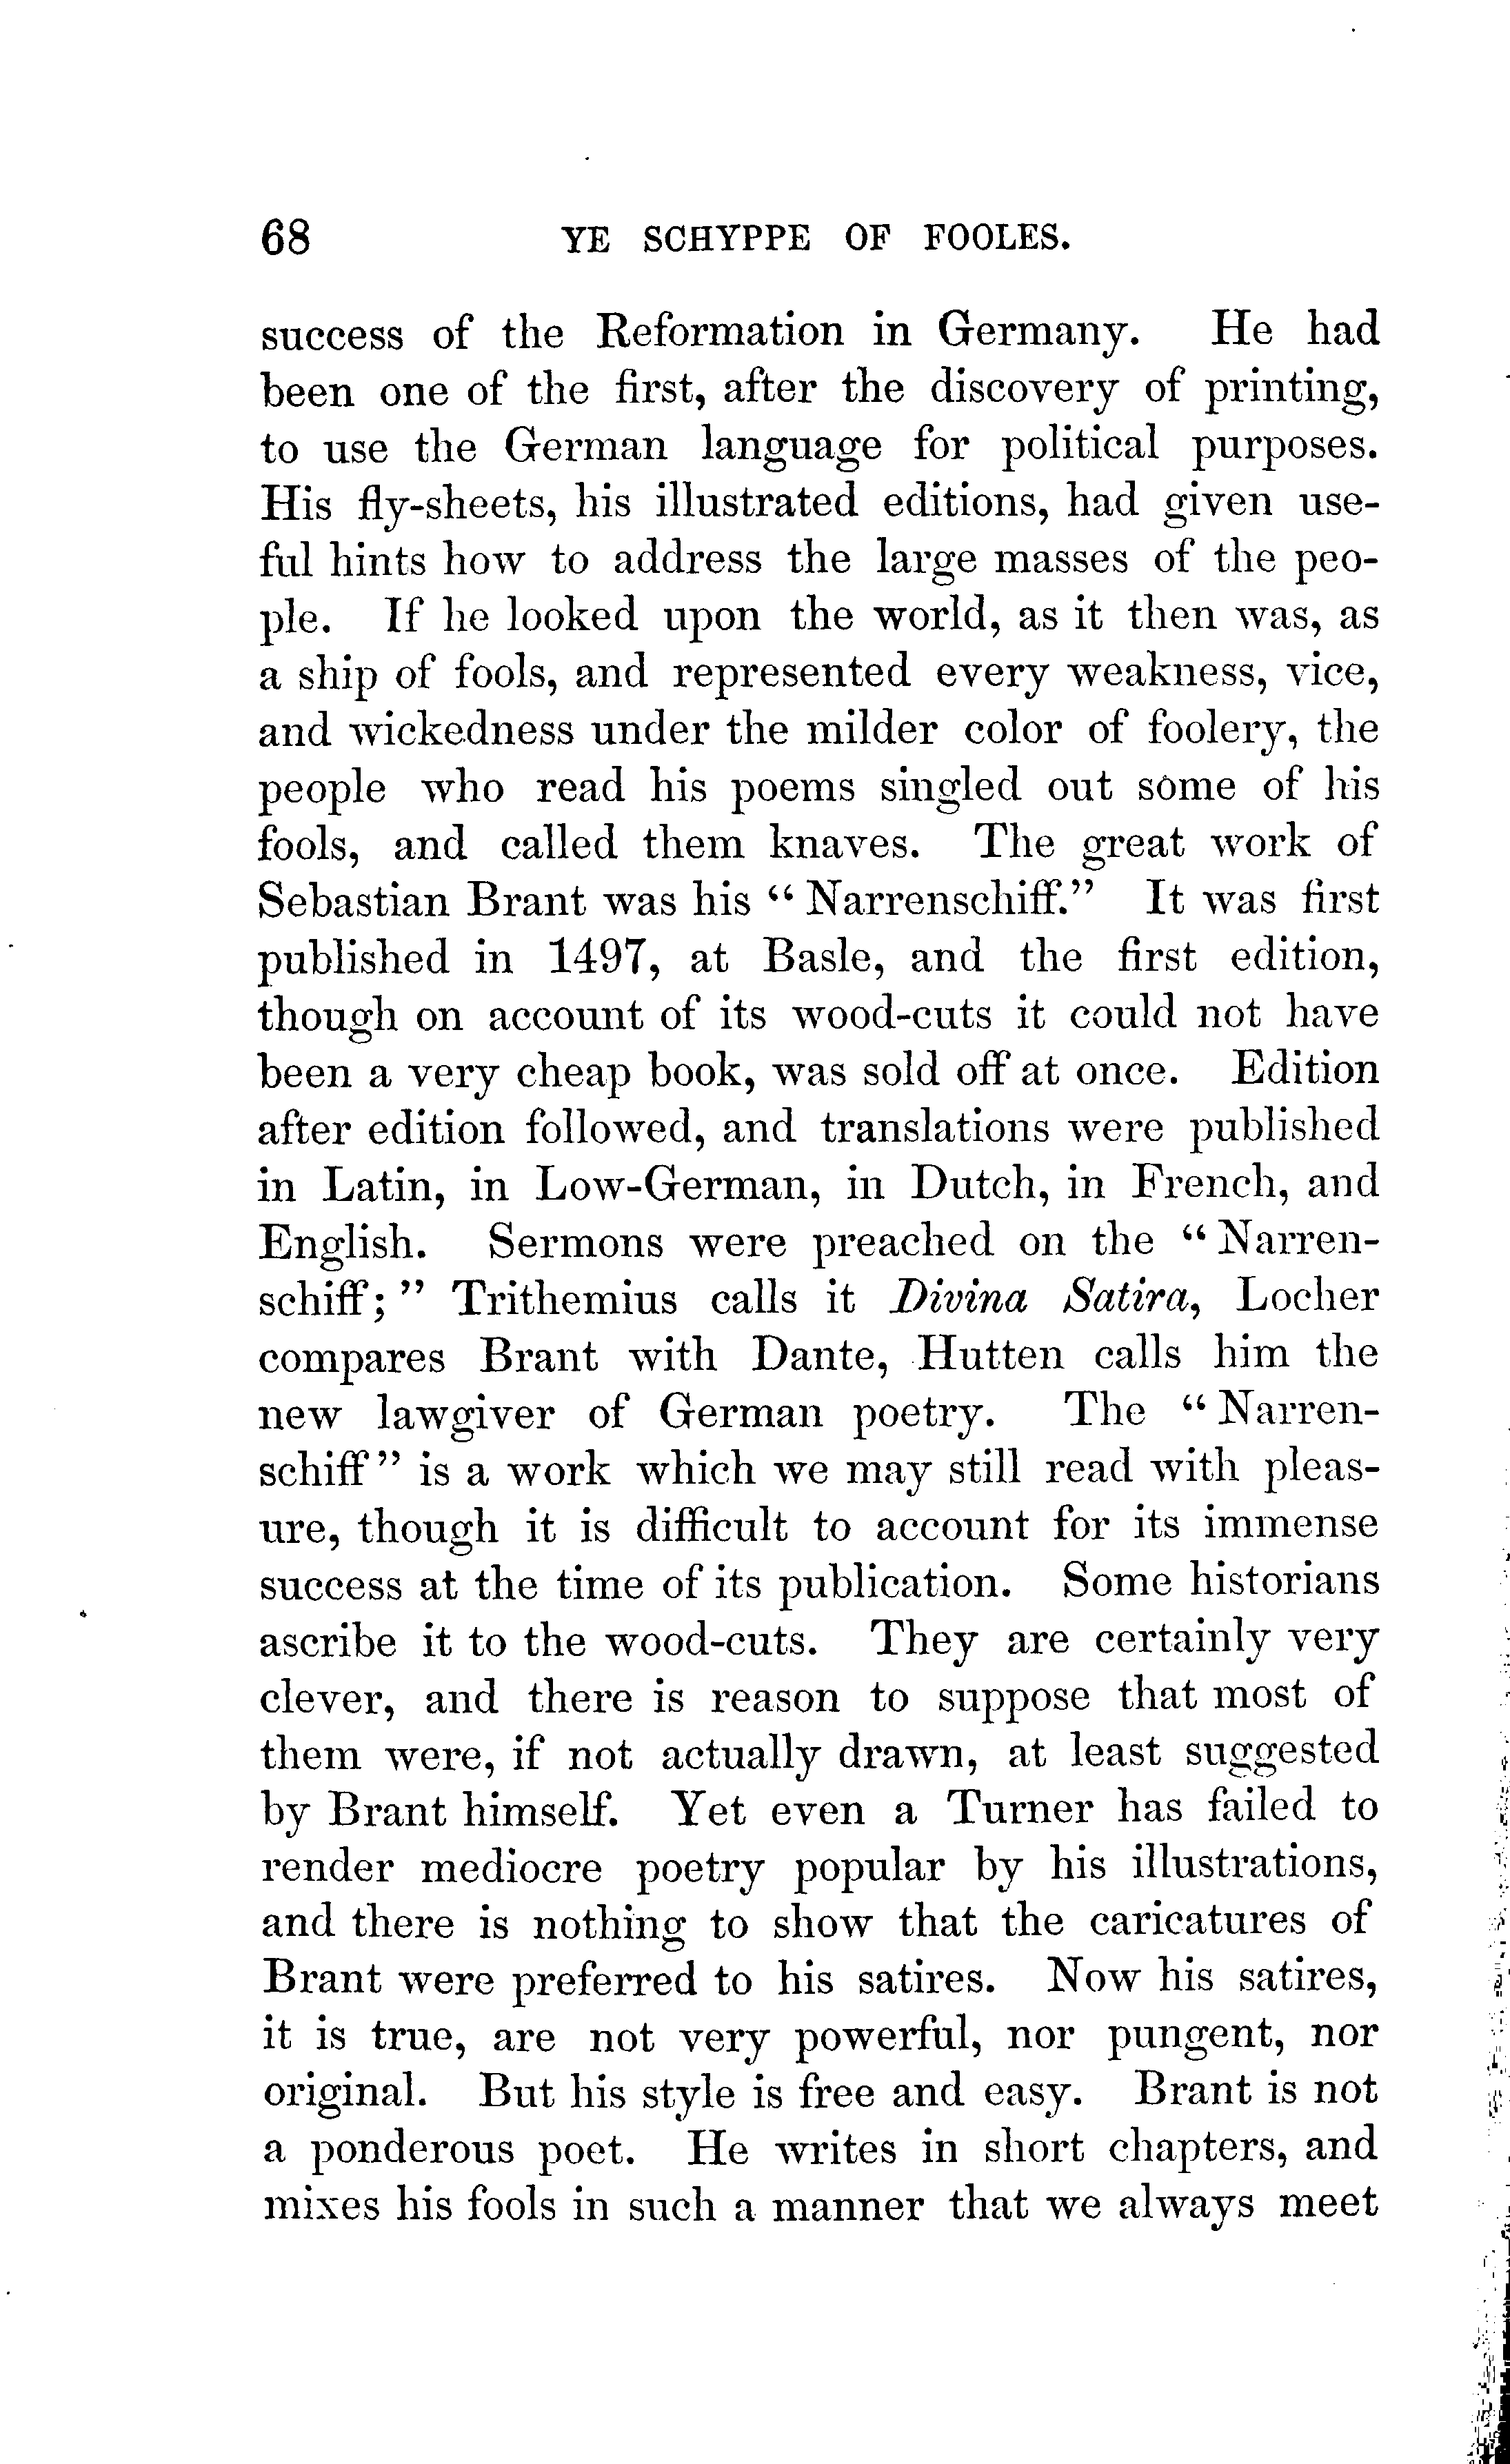 68 YE SCHYPPE OF FOOLES.
success of the Reformation in Germany. He had
been one of the first, after the discovery of printing,
to use the German language for political purposes.
His fly-sheets, his illustrated editions, had given use-
ful hints how to address the large masses of the peo-
ple. If he looked upon the world, as it then was, as
a ship of fools, and represented every weakness, vice,
and wickedness under the milder color of foolery, the
people who read his poems singled out some of his
fools, and called them knaves. The great work of
Sebastian Brant was his “Narrenschiff.” It was first
published in 1497, at Basle, and the first edition,
though on account of its wood-cuts it could not have
been a very cheap book, was sold off at once. Edition
after edition followed, and translations were published
in Latin, in Low-German, in Dutch, in French, and
English. Sermons were preached on the “Narren-
schiff;” Trithemius calls it Divina Satira, Locher
compares Brant with Dante, Hutten calls him the
new lawgiver of German poetry. The “Narren-
schiff” is a work which we may still read with pleas-
ure, though it is difficult to account for its immense
success at the time of its publication. Some historians
ascribe it to the wood-cuts. They are certainly very
clever, and there is reason to suppose that most of
them were, if not actually drawn, at least suggested
by Brant himself. Yet even a Turner has failed to
render mediocre poetry popular by his illustrations,
and there is nothing to show that the caricatures of
Brant were preferred to his satires. Now his satires,
it is true, are not very powerful, nor pungent, nor
original. But his style is free and easy. Brant is not
a ponderous poet. He writes in short chapters, and
mixes his fools in such a manner that we always meet